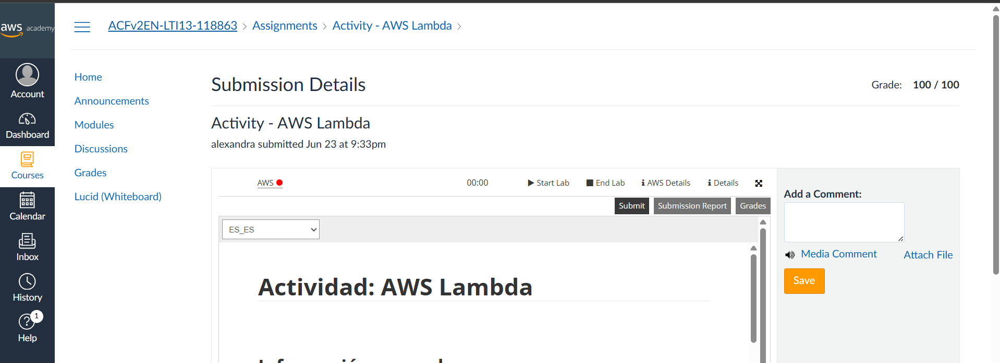 aws academy
ACFv2EN-LTI13-118863 > Assignments > Activity - AWS Lambda >
Account
Dashboard
Courses
Calendar
Inbox
History
1
Help
Home
Announcements
Modules
Discussions
Grades
Lucid (Whiteboard)
Submission Details
Grade: 100 / 100
Activity - AWS Lambda
alexandra submitted Jun 23 at 9:33pm
AWS 00:00 Start Lab End Lab AWS Details Details
Submit Submission Report Grades
ES_ES
Actividad: AWS Lambda
Add a Comment:
Media Comment Attach File
Save